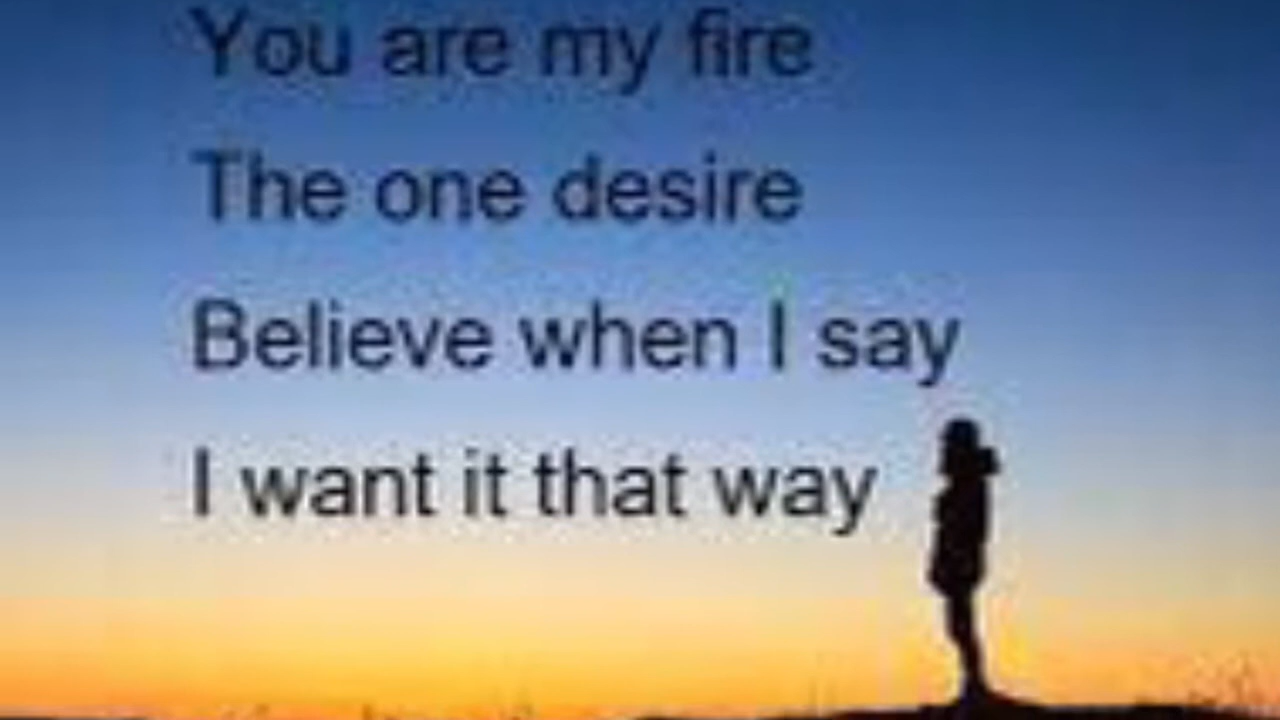 You are my fire
The one desire
Believe when I say
I want it that way